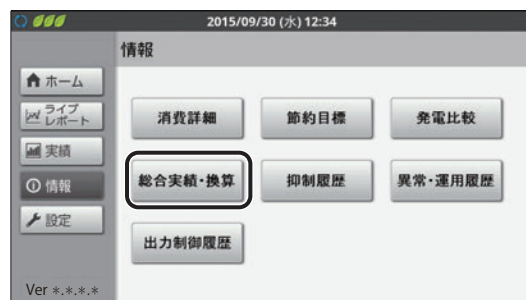 2015/09/30 (水) 12:34
情報
ホーム
ライブ
レポート
実績
情報
設定
消費詳細
節約目標
発電比較
総合実績・換算
抑制履歴
異常・運用履歴
出力制御履歴
Ver *.*.*.*